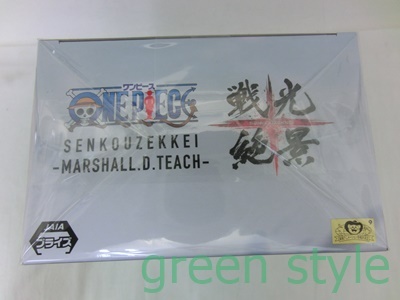 ワンピース
ONE PIECE
戦光
絶景
SENKOUZEKKEI
-MARSHALL.D.TEACH-
JAIA
プライズ
green style